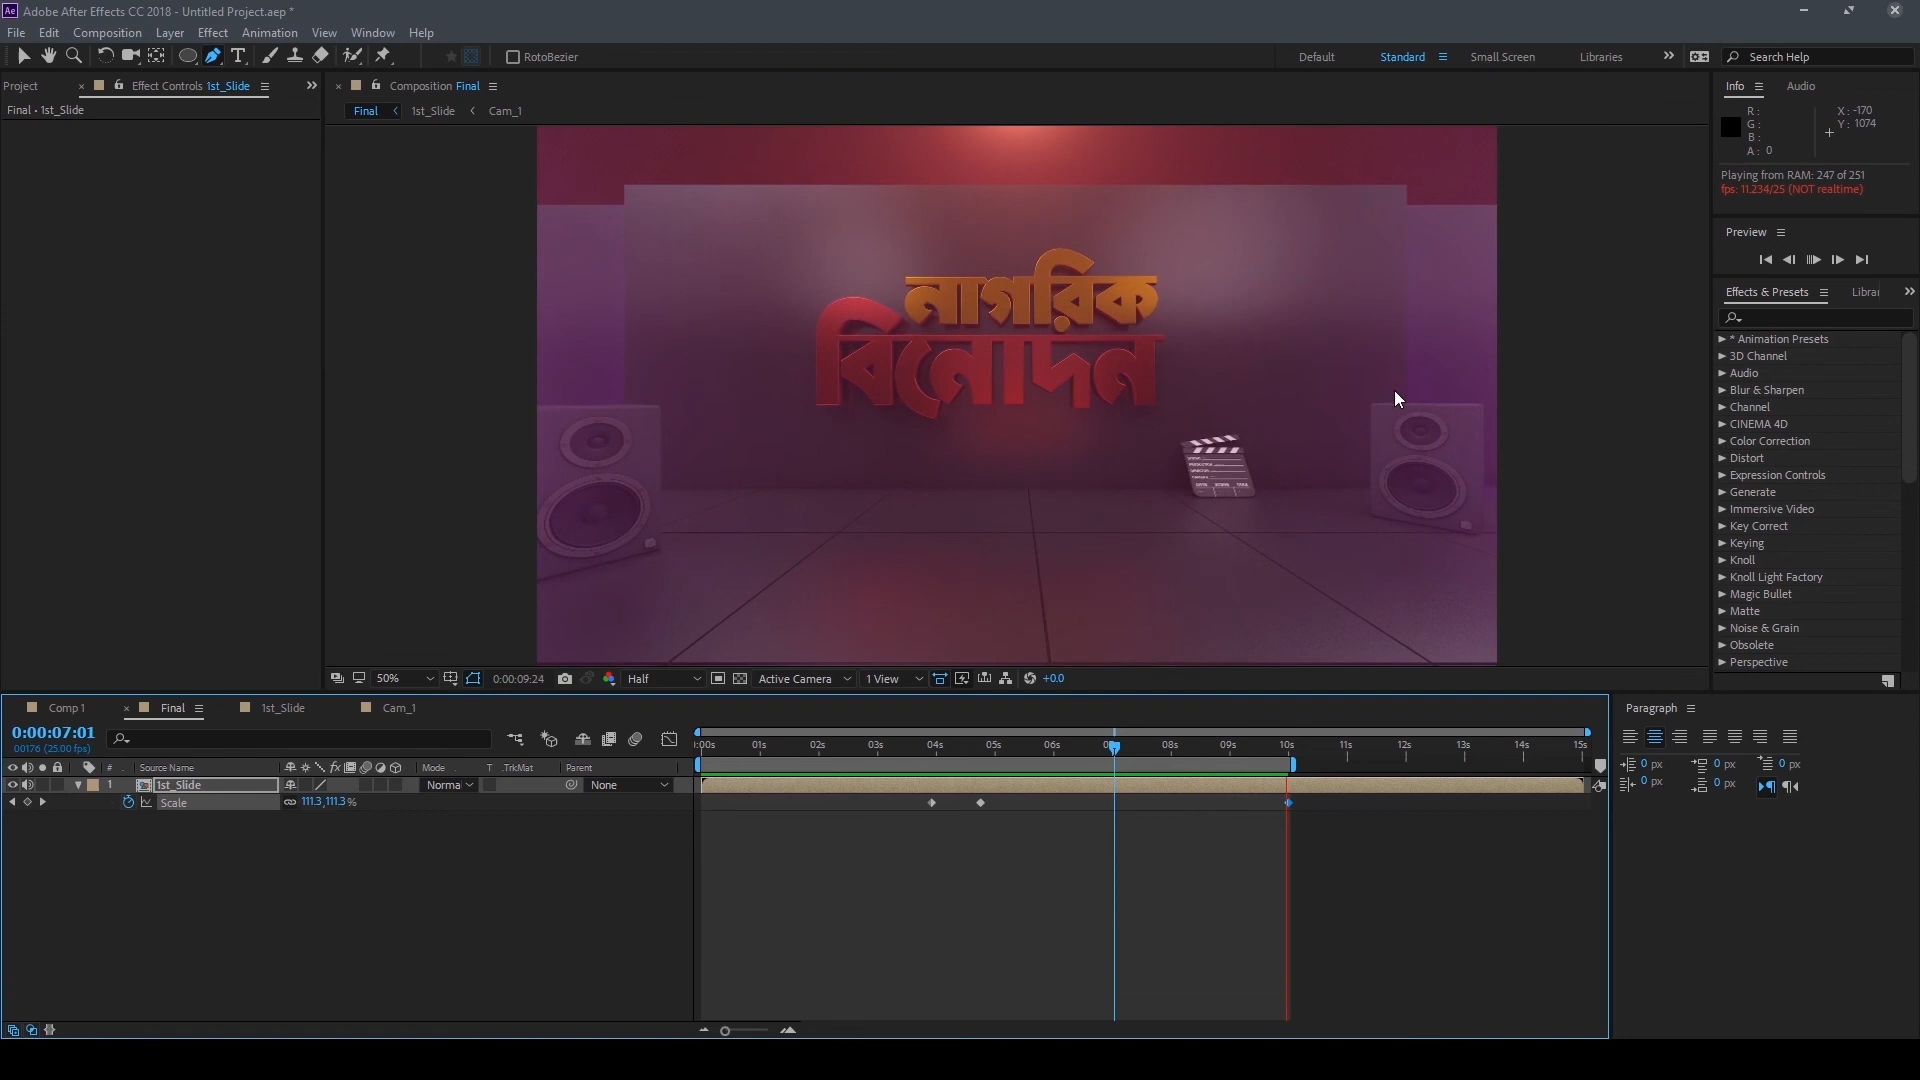 Adobe After Effects CC 2018 - Untitled Project.aep *
File Edit Composition Layer Effect Animation View Window Help
RotoBezier
Default Standard Small Screen Libraries Search Help
Project Effect Controls 1st_Slide
Final • 1st_Slide
Composition Final
Final 1st_Slide Cam_1
নাগরিক
বিনোদন
50% 0:00:09:24 Half Active Camera 1 View +0.0
Info Audio
R :
G :
B :
A : 0
X : -170
Y : 1074
Playing from RAM: 247 of 251
fps: 11.234/25 (NOT realtime)
Preview
Effects & Presets Librar
* Animation Presets
3D Channel
Audio
Blur & Sharpen
Channel
CINEMA 4D
Color Correction
Distort
Expression Controls
Generate
Immersive Video
Key Correct
Keying
Knoll
Knoll Light Factory
Magic Bullet
Matte
Noise & Grain
Obsolete
Perspective
Comp 1 Final 1st_Slide Cam_1
0:00:07:01
00176 (25.00 fps)
# Source Name Mode T .TrkMat Parent
1 1st_Slide Norma None
Scale 111.3,111.3%
:00s 01s 02s 03s 04s 05s 06s 08s 09s 10s 11s 12s 13s 14s 15s
Paragraph
0 px 0 px 0 px
0 px 0 px